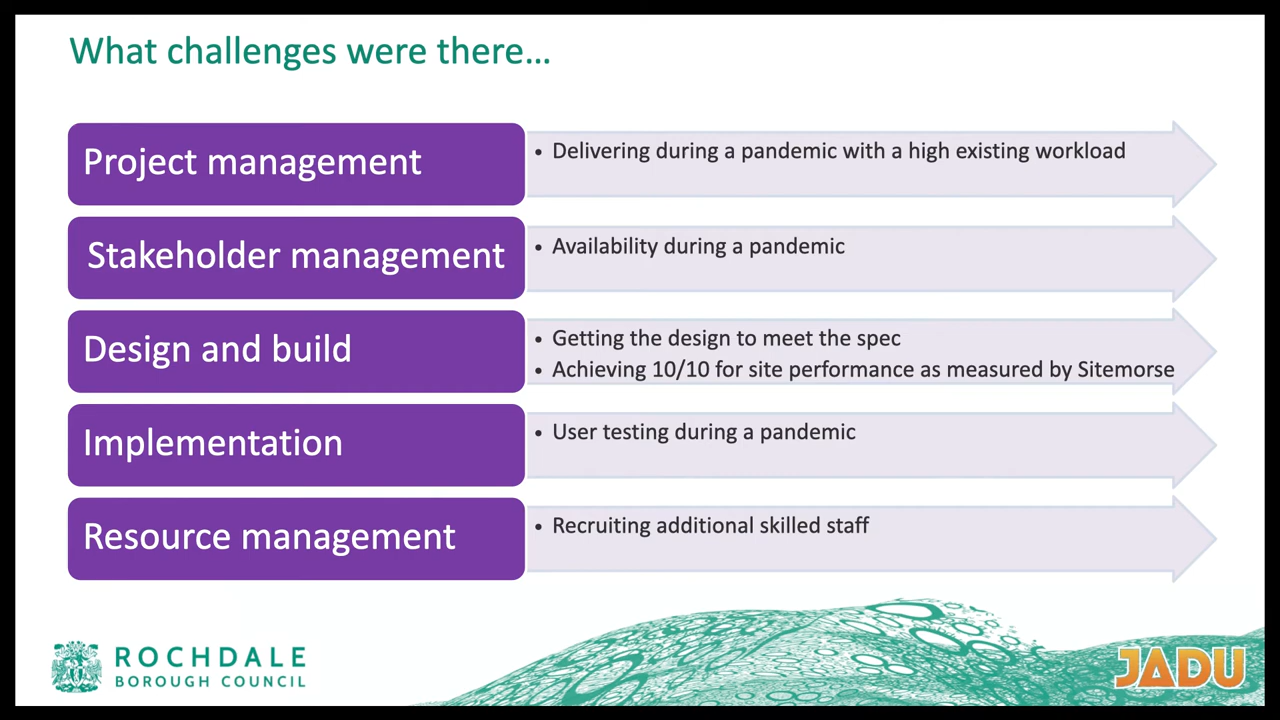 What challenges were there...
Project management
• Delivering during a pandemic with a high existing workload
Stakeholder management
• Availability during a pandemic
Design and build
• Getting the design to meet the spec
• Achieving 10/10 for site performance as measured by Sitemorse
Implementation
• User testing during a pandemic
Resource management
• Recruiting additional skilled staff
ROCHDALE
BOROUGH COUNCIL
JADU